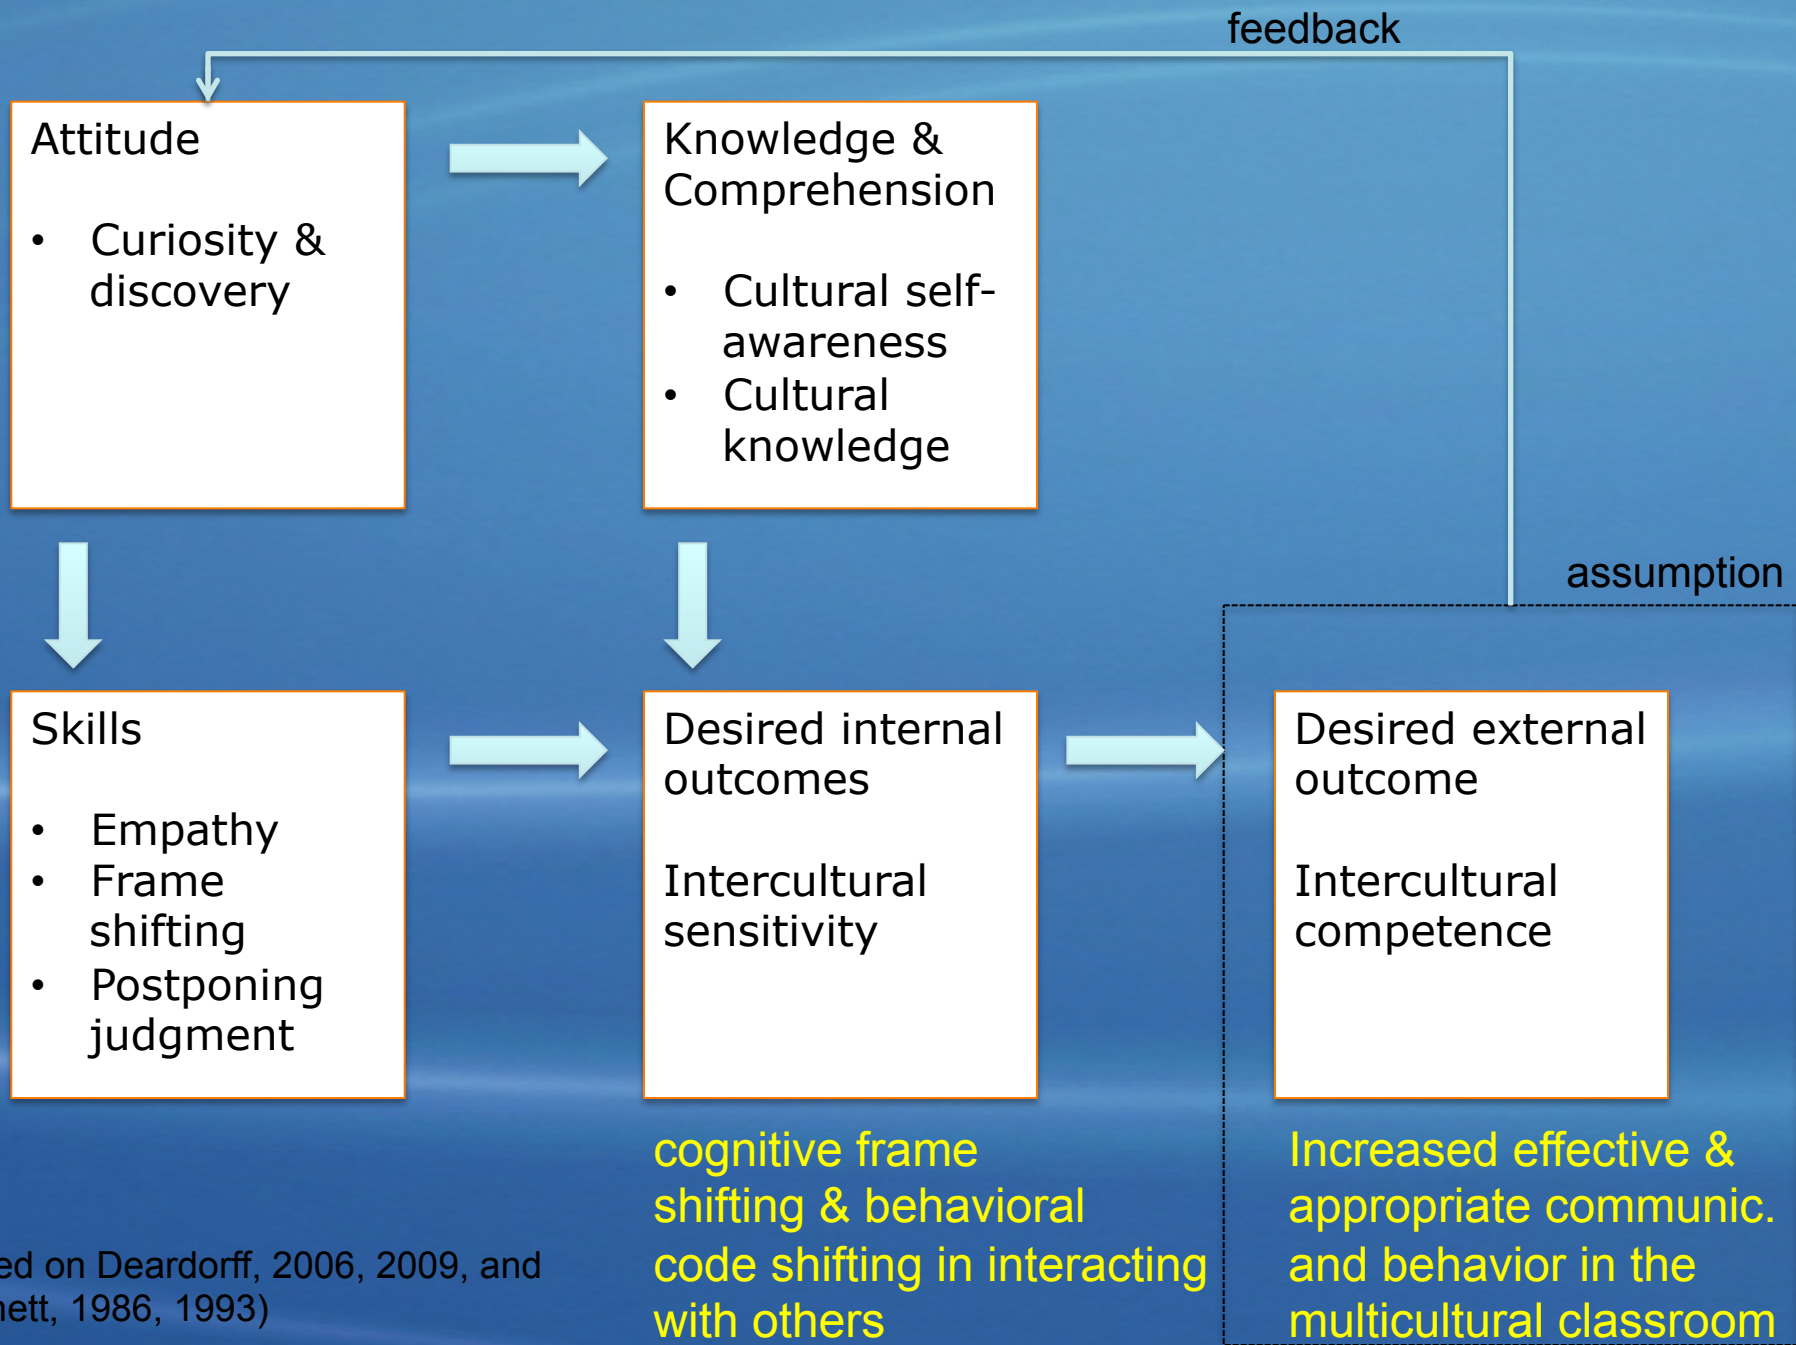 feedback
Attitude
• Curiosity &
discovery
Knowledge &
Comprehension
• Cultural self-
awareness
• Cultural
knowledge
assumption
Skills
• Empathy
• Frame
shifting
• Postponing
judgment
Desired internal
outcomes
Intercultural
sensitivity
Desired external
outcome
Intercultural
competence
cognitive frame
shifting & behavioral
code shifting in interacting
with others
Increased effective &
appropriate communic.
and behavior in the
multicultural classroom
on Deardorff, 2006, 2009, and
1986, 1993)